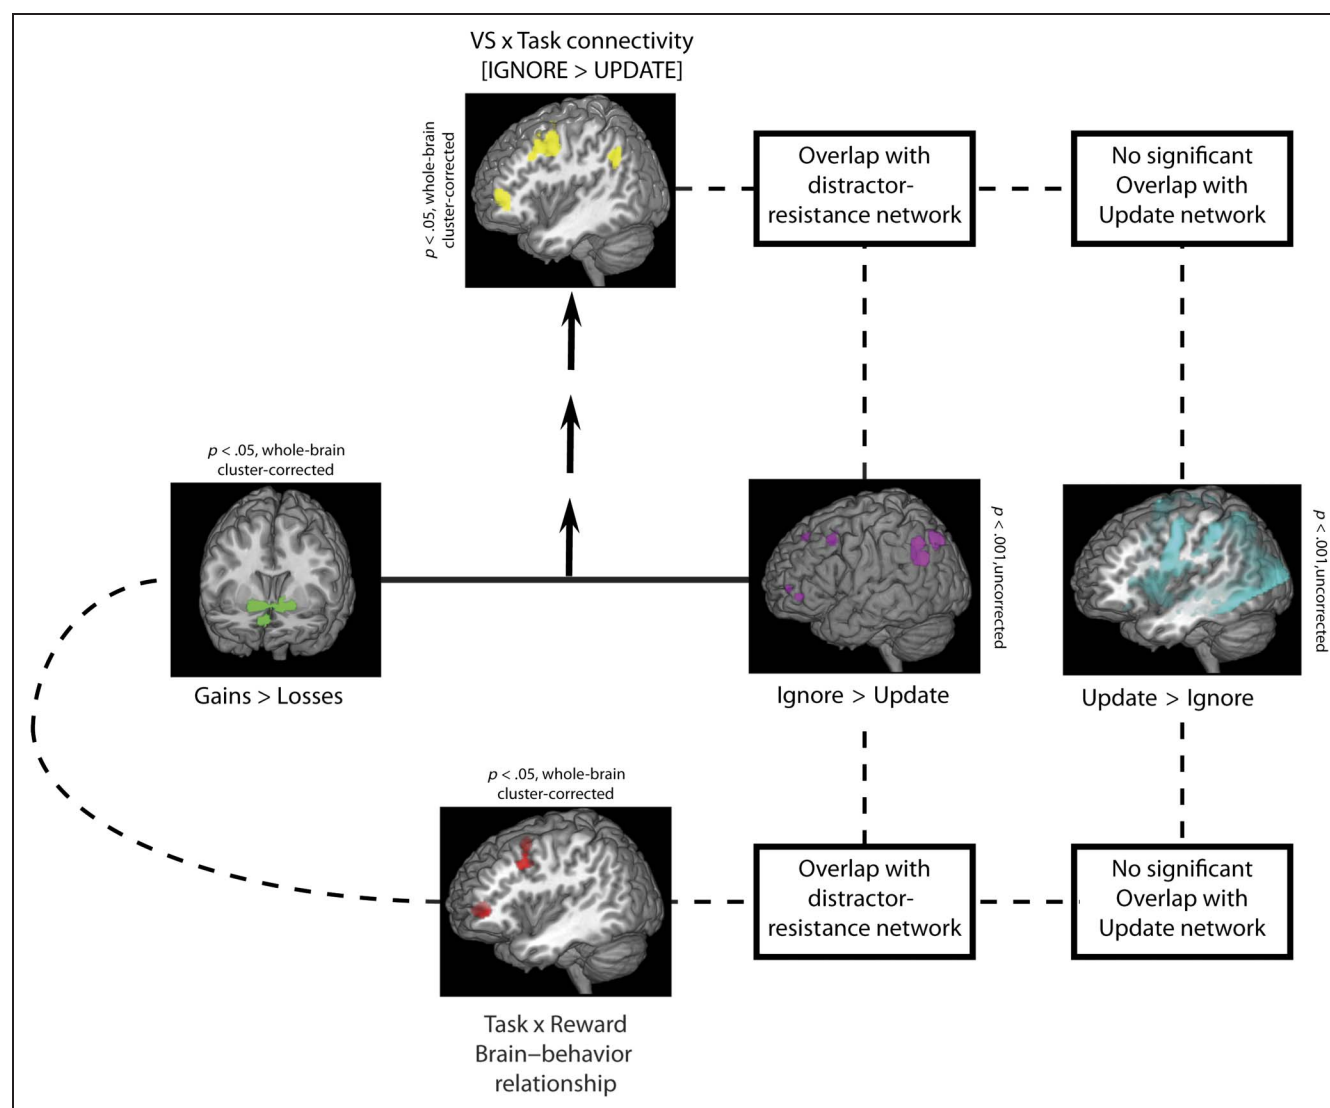 VS x Task connectivity
[IGNORE > UPDATE]
p < .05, whole-brain
cluster-corrected
Overlap with
distractor-
resistance network
No significant
Overlap with
Update network
p < .05, whole-brain
cluster-corrected
Gains > Losses
Ignore > Update
p < .001,uncorrected
Update > Ignore
p < .001,uncorrected
p < .05, whole-brain
cluster-corrected
Task x Reward
Brain–behavior
relationship
Overlap with
distractor-
resistance network
No significant
Overlap with
Update network